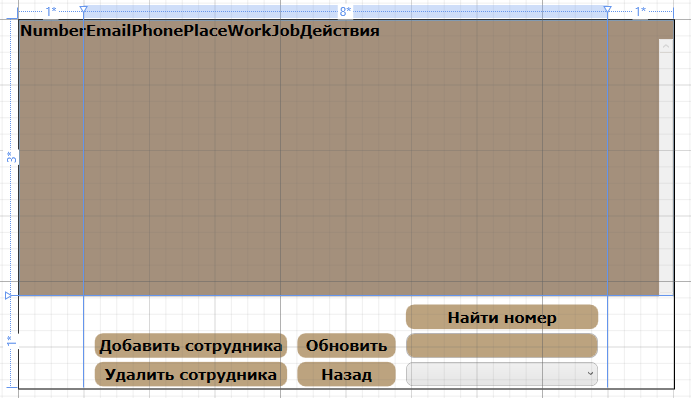 1* 8* 1*
NumberEmailPhonePlaceWorkJobДействия
3*
1*
Найти номер
Добавить сотрудника Обновить
Удалить сотрудника Назад